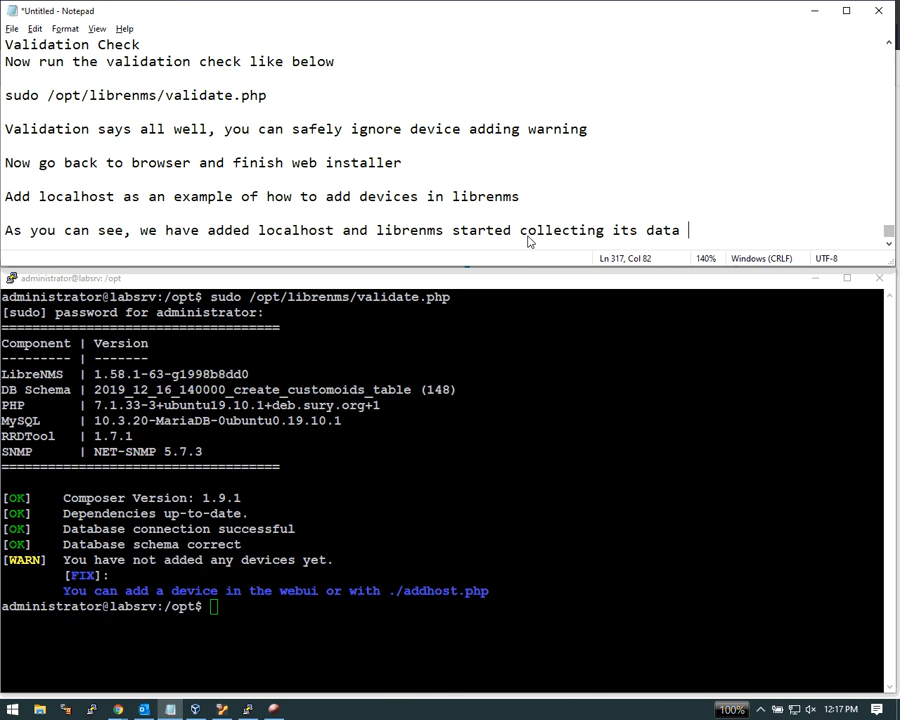 *Untitled - Notepad
File Edit Format View Help
Validation Check
Now run the validation check like below
sudo /opt/librenms/validate.php
Validation says all well, you can safely ignore device adding warning
Now go back to browser and finish web installer
Add localhost as an example of how to add devices in librenms
As you can see, we have added localhost and librenms started collecting its data
Ln 317, Col 82 140% Windows (CRLF) UTF-8
administrator@labsrv: /opt
administrator@labsrv:/opt$ sudo /opt/librenms/validate.php
[sudo] password for administrator:
====================================
Component | Version
--------- | -------
LibreNMS | 1.58.1-63-g1998b8dd0
DB Schema | 2019_12_16_140000_create_customoids_table (148)
PHP | 7.1.33-3+ubuntu19.10.1+deb.sury.org+1
MySQL | 10.3.20-MariaDB-0ubuntu0.19.10.1
RRDTool | 1.7.1
SNMP | NET-SNMP 5.7.3
====================================
[OK] Composer Version: 1.9.1
[OK] Dependencies up-to-date.
[OK] Database connection successful
[OK] Database schema correct
[WARN] You have not added any devices yet.
[FIX]:
You can add a device in the webui or with ./addhost.php
administrator@labsrv:/opt$
100% 12:17 PM